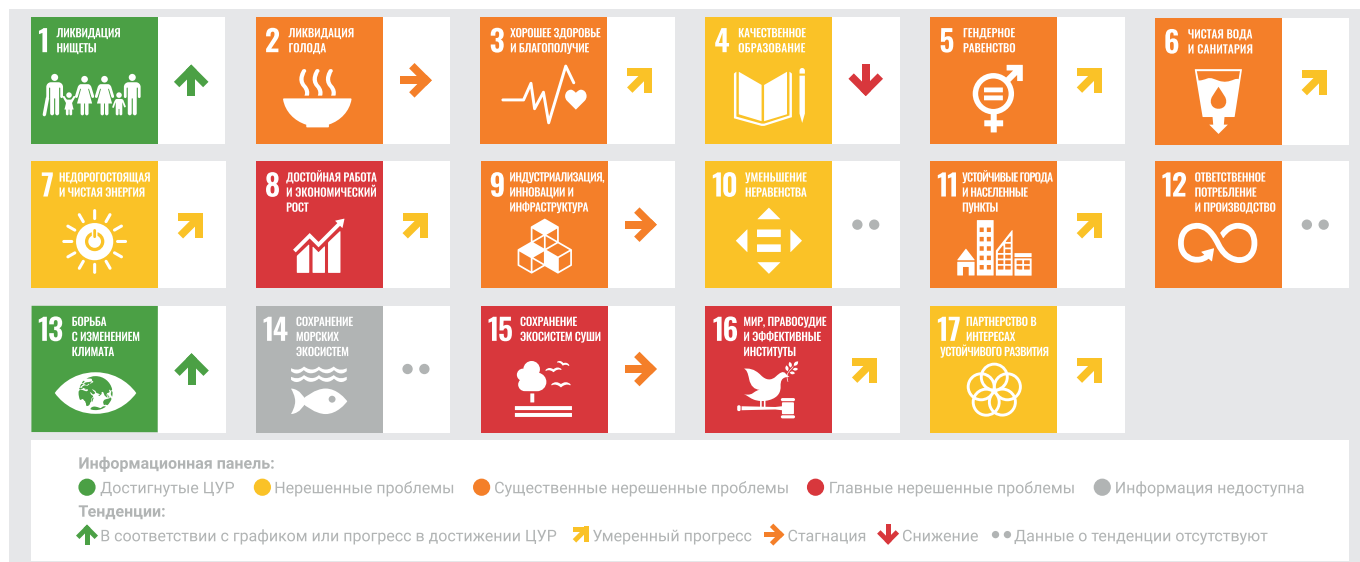 1 ЛИКВИДАЦИЯ
НИЩЕТЫ
2 ЛИКВИДАЦИЯ
ГОЛОДА
3 ХОРОШЕЕ ЗДОРОВЬЕ
И БЛАГОПОЛУЧИЕ
4 КАЧЕСТВЕННОЕ
ОБРАЗОВАНИЕ
5 ГЕНДЕРНОЕ
РАВЕНСТВО
6 ЧИСТАЯ ВОДА
И САНИТАРИЯ
7 НЕДОРОГОСТОЯЩАЯ
И ЧИСТАЯ ЭНЕРГИЯ
8 ДОСТОЙНАЯ РАБОТА
И ЭКОНОМИЧЕСКИЙ
РОСТ
9 ИНДУСТРИАЛИЗАЦИЯ,
ИННОВАЦИИ И
ИНФРАСТРУКТУРА
10 УМЕНЬШЕНИЕ
НЕРАВЕНСТВА
11 УСТОЙЧИВЫЕ ГОРОДА
И НАСЕЛЕННЫЕ
ПУНКТЫ
12 ОТВЕТСТВЕННОЕ
ПОТРЕБЛЕНИЕ
И ПРОИЗВОДСТВО
13 БОРЬБА
С ИЗМЕНЕНИЕМ
КЛИМАТА
14 СОХРАНЕНИЕ
МОРСКИХ
ЭКОСИСТЕМ
15 СОХРАНЕНИЕ
ЭКОСИСТЕМ СУШИ
16 МИР, ПРАВОСУДИЕ
И ЭФФЕКТИВНЫЕ
ИНСТИТУТЫ
17 ПАРТНЕРСТВО В
ИНТЕРЕСАХ
УСТОЙЧИВОГО РАЗВИТИЯ
Информационная панель:
Достигнутые ЦУР Нерешенные проблемы Существенные нерешенные проблемы Главные нерешенные проблемы Информация недоступна
Тенденции:
В соответствии с графиком или прогресс в достижении ЦУР Умеренный прогресс Стагнация Снижение Данные о тенденции отсутствуют